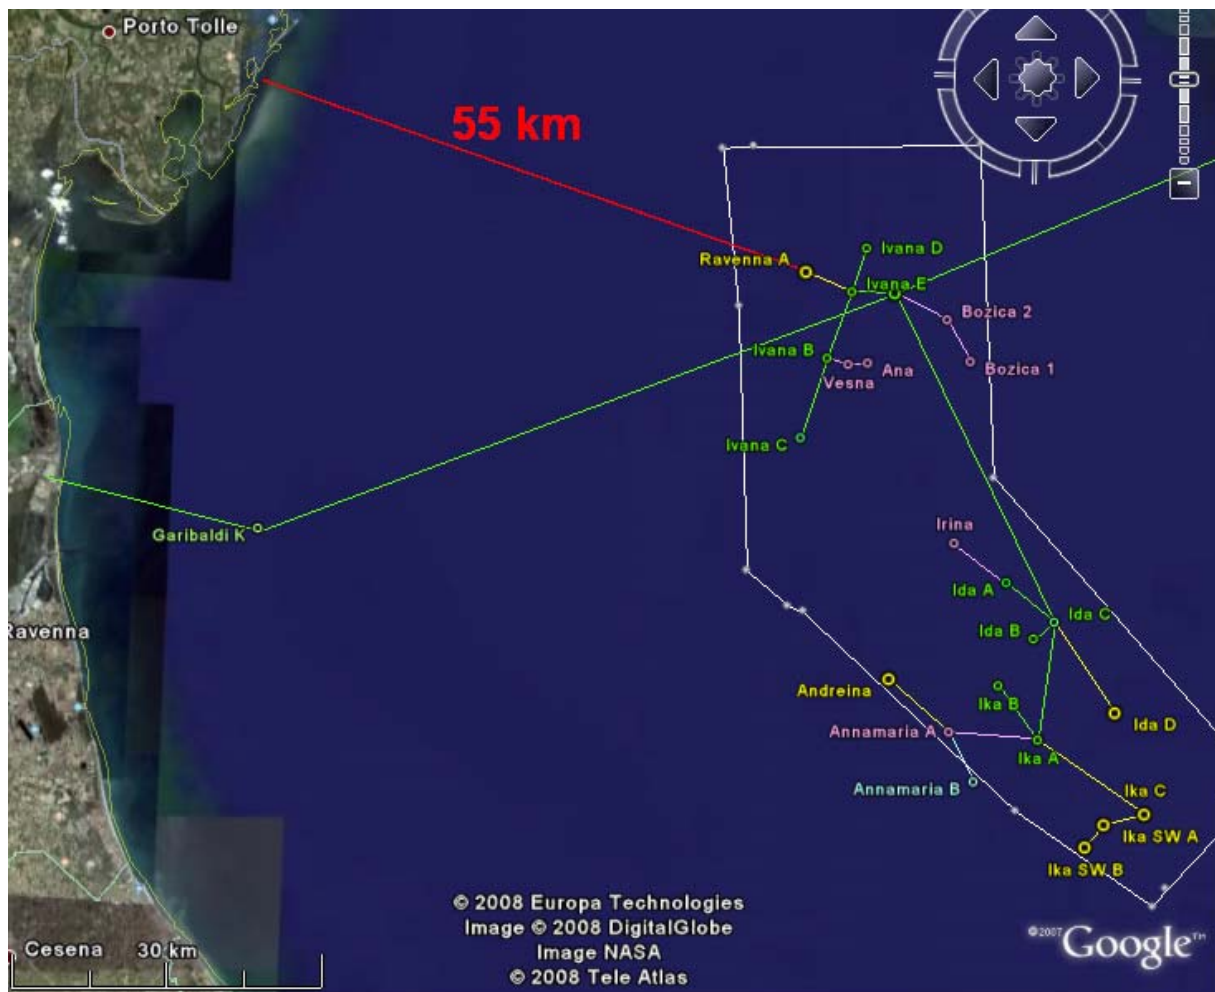 Porto Tolle
55 km
Ivana D
Ravenna A
Ivana E
Bozica 2
Ivana B
Ana
Bozica 1
Vesna
Ivana C
Irina
Garibaldi K
Ida A
Ida C
Ida B
Ravenna
Andreina
Ika B
Ida D
Annamaria A
Ika A
Annamaria B
Ika C
Ika SW A
Ika SW B
© 2008 Europa Technologies
Image © 2008 DigitalGlobe
Image NASA
© 2008 Tele Atlas
©2007 Google™
Cesena
30 km